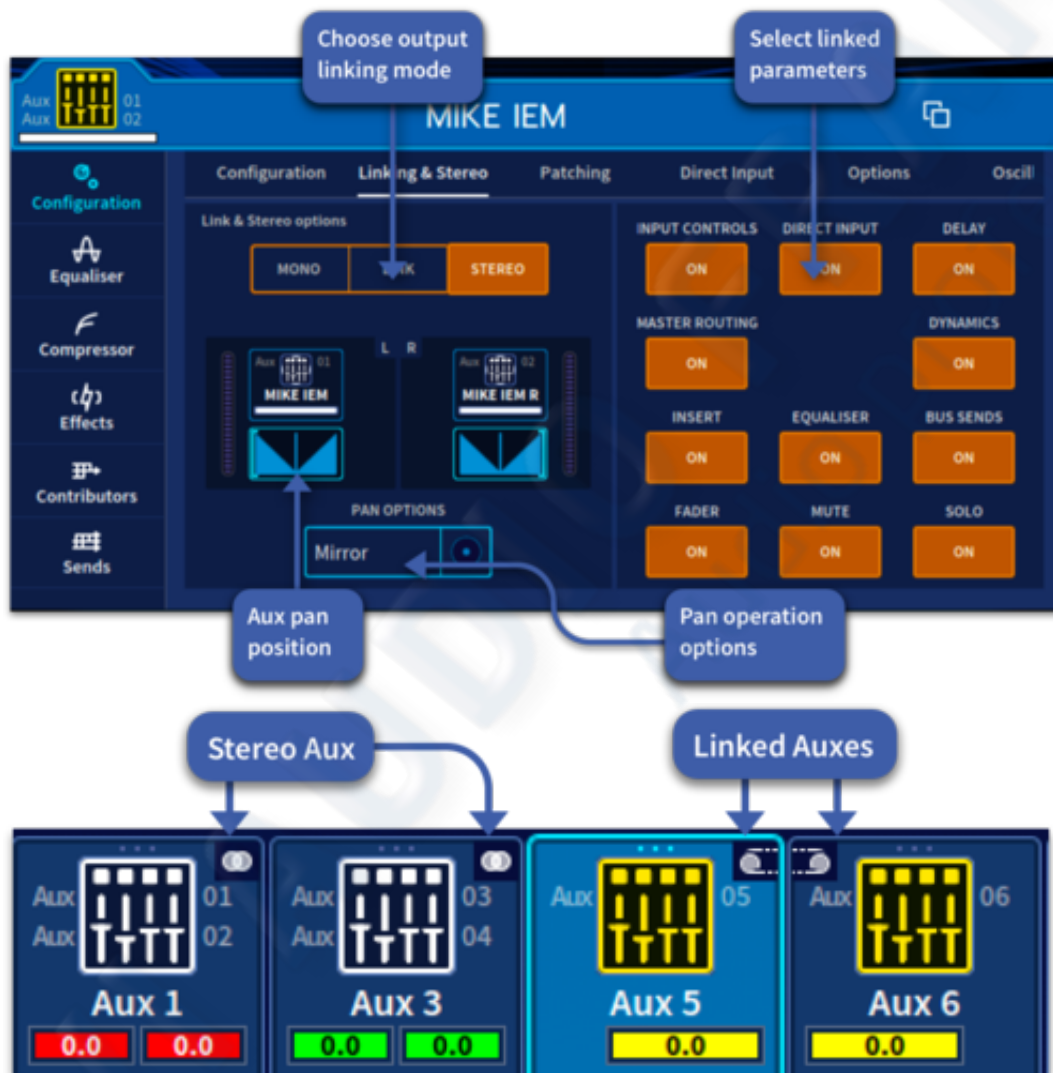 Choose output
linking mode
Select linked
parameters
Aux 01
Aux 02
MIKE IEM
Configuration
Equaliser
Compressor
Effects
Contributors
Sends
Configuration Linking & Stereo Patching Direct Input Options Oscil
Link & Stereo options
MONO STEREO
L R
Aux 01
MIKE IEM
Aux 02
MIKE IEM R
PAN OPTIONS
Mirror
INPUT CONTROLS DIRECT INPUT DELAY
ON ON ON
MASTER ROUTING DYNAMICS
ON ON
INSERT EQUALISER BUS SENDS
ON ON ON
FADER MUTE SOLO
ON ON ON
Aux pan
position
Pan operation
options
Stereo Aux
Linked Auxes
Aux 01
Aux 02
Aux 1
0.0 0.0
Aux 03
Aux 04
Aux 3
0.0 0.0
Aux 05
Aux 5
0.0
Aux 06
Aux 6
0.0